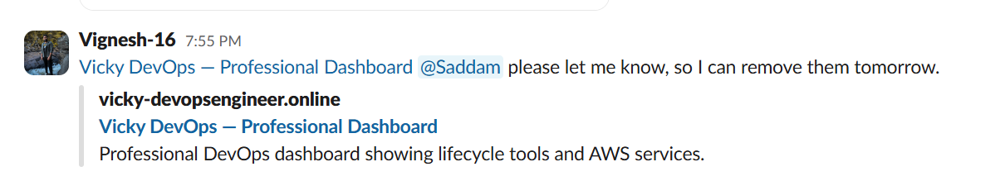 Vignesh-16 7:55 PM
Vicky DevOps — Professional Dashboard @Saddam please let me know, so I can remove them tomorrow.
vicky-devopsengineer.online
Vicky DevOps — Professional Dashboard
Professional DevOps dashboard showing lifecycle tools and AWS services.